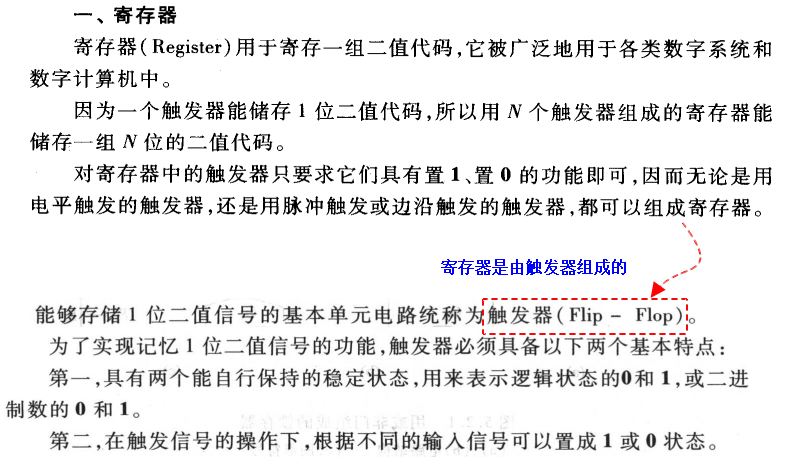 一、寄存器
寄存器(Register)用于寄存一组二值代码,它被广泛地用于各类数字系统和
数字计算机中。
因为一个触发器能储存 1 位二值代码,所以用 N 个触发器组成的寄存器能
储存一组 N 位的二值代码。
对寄存器中的触发器只要求它们具有置 1、置 0 的功能即可,因而无论是用
电平触发的触发器,还是用脉冲触发或边沿触发的触发器,都可以组成寄存器。
寄存器是由触发器组成的
能够存储 1 位二值信号的基本单元电路统称为触发器(Flip - Flop)。
为了实现记忆 1 位二值信号的功能,触发器必须具备以下两个基本特点:
第一,具有两个能自行保持的稳定状态,用来表示逻辑状态的0和 1,或二进
制数的 0 和 1。
第二,在触发信号的操作下,根据不同的输入信号可以置成 1 或 0 状态。